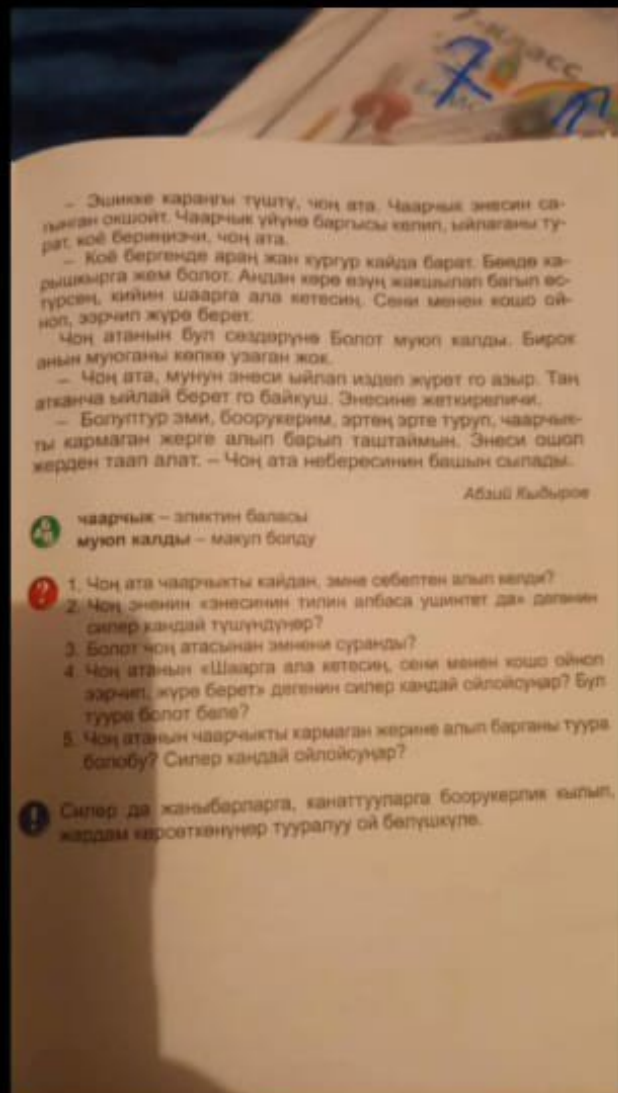 7-класс
7
– Эшикке караңгы түштү, чоң ата. Чаарчык энесин са-
гынган окшойт. Чаарчык үйүнө баргысы келип, ыйлаганы ту-
рат, коё бериңизчи, чоң ата.
– Коё бергенде араң жан кургур кайда барат. Бөөдө ка-
рышкырга жем болот. Андан көрө өзүң жакшылап багып өс-
түрсөң, кийин шаарга ала кетесиң. Сени менен кошо ой-
ноп, ээрчип жүрө берет.
Чоң атанын бул сөздөрүнө Болот муюп калды. Бирок
анын муюганы көпкө узаган жок.
– Чоң ата, мунун энеси ыйлап издеп жүрөт го азыр. Таң
атканча ыйлай берет го байкуш. Энесине жеткиреличи.
– Болуптур эми, боорукерим, эртең эрте туруп, чаарчык-
ты кармаган жерге алып барып таштаймын. Энеси ошол
жерден таап алат. – Чоң ата небересинин башын сылады.
Абзий Кыдыров
чаарчык – эликтин баласы
муюп калды – макул болду
? 1. Чоң ата чаарчыкты кайдан, эмне себептен алып келди?
2. Чоң эненин «энесинин тилин албаса ушинтет да» дегенин
силер кандай түшүндүңөр?
3. Болот чоң атасынан эмнени суранды?
4. Чоң атанын «Шаарга ала кетесиң, сени менен кошо ойноп
ээрчип, жүрө берет» дегенин силер кандай ойлойсуңар? Бул
туура болот беле?
5. Чоң атанын чаарчыкты кармаган жерине алып барганы туура
болобу? Силер кандай ойлойсуңар?
! Силер да жаныбарларга, канаттууларга боорукерлик кылып,
жардам көрсөткөнүңөр тууралуу ой бөлүшкүлө.